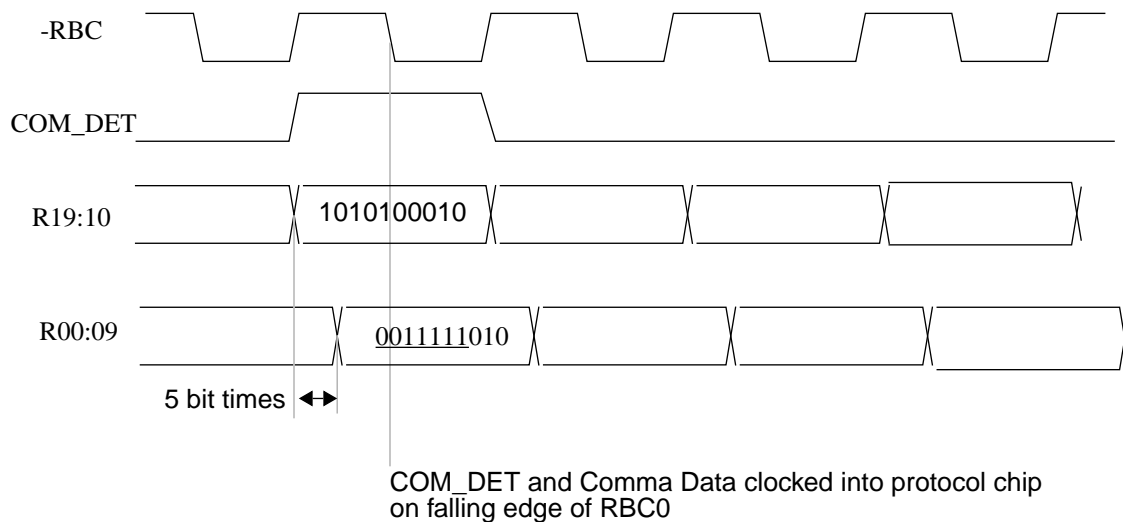 -RBC
COM_DET
R19:10
1010100010
R00:09
0011111010
5 bit times
COM_DET and Comma Data clocked into protocol chip
on falling edge of RBC0